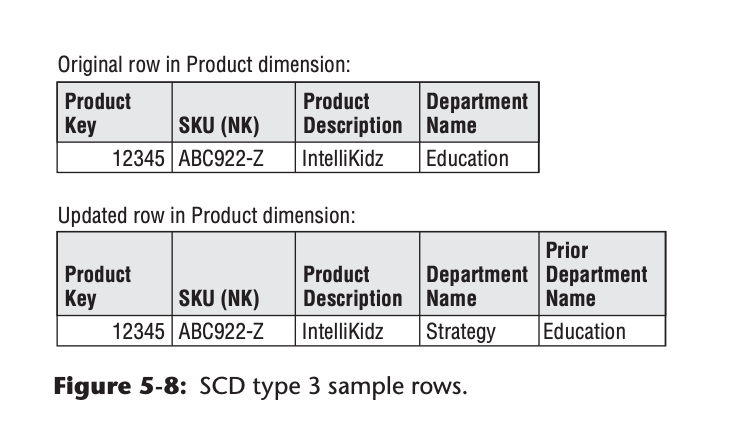 Original row in Product dimension:
Product Key SKU (NK) Product Description Department Name
12345 ABC922-Z IntelliKidz Education
Updated row in Product dimension:
Product Key SKU (NK) Product Description Department Name Prior Department Name
12345 ABC922-Z IntelliKidz Strategy Education
Figure 5-8: SCD type 3 sample rows.